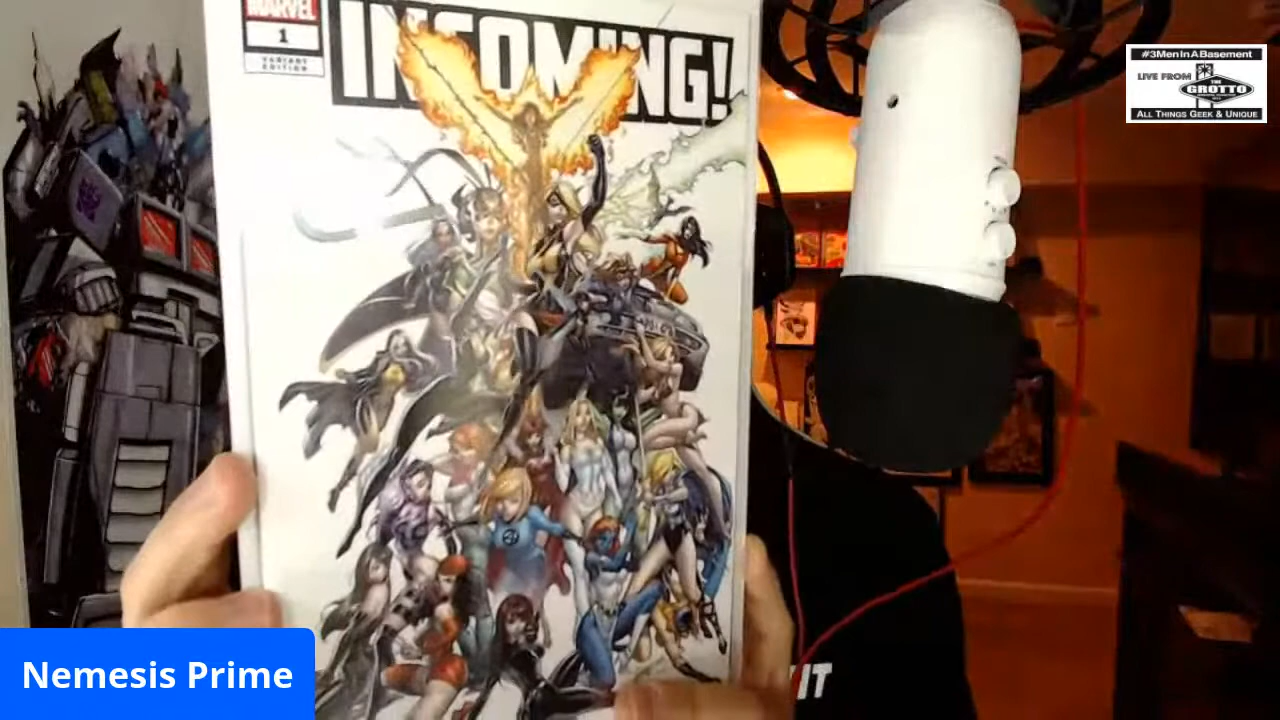 MARVEL
1
VARIANT
EDITION
INCOMING!
#3MenInABasement
LIVE FROM
THE
GROTTO
ALL THINGS GEEK & UNIQUE
Nemesis Prime
IT